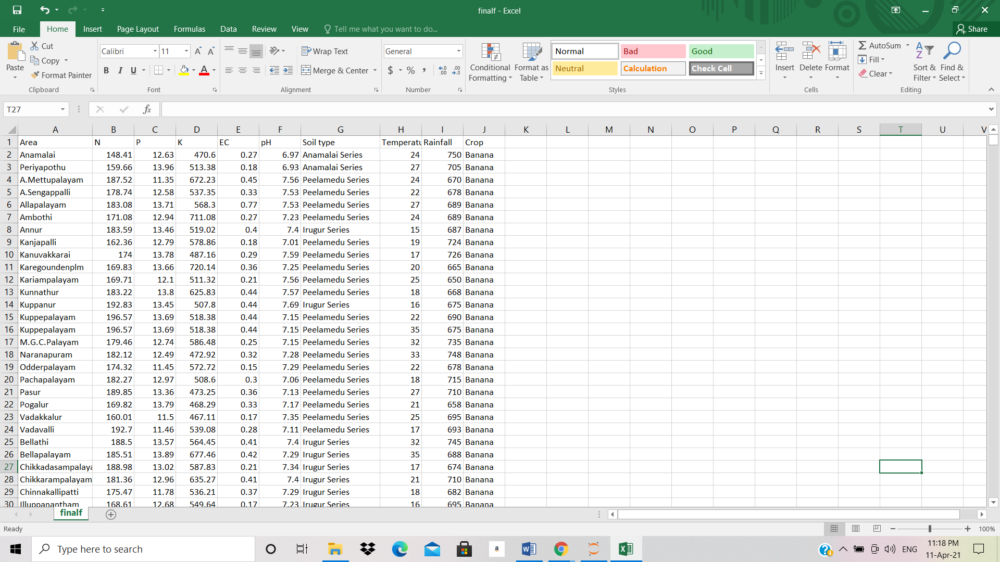 finalf - Excel
File Home Insert Page Layout Formulas Data Review View Tell me what you want to do... Share
Cut
Copy
Format Painter
Paste
Clipboard
Calibri 11
B I U
Font
Wrap Text
Merge & Center
Alignment
General
$ % ,
Number
Conditional Formatting
Format as Table
Normal Bad Good
Neutral Calculation Check Cell
Styles
Insert Delete Format
Cells
AutoSum
Fill
Clear
Sort & Filter
Find & Select
Editing
T27 fx
A B C D E F G H I J K L M N O P Q R S T U V
1 Area N P K EC pH Soil type Temperatu Rainfall Crop
2 Anamalai 148.41 12.63 470.6 0.27 6.97 Anamalai Series 24 750 Banana
3 Periyapothu 159.66 13.96 513.38 0.18 6.93 Anamalai Series 27 705 Banana
4 A.Mettupalayam 187.52 11.35 672.23 0.45 7.56 Peelamedu Series 24 670 Banana
5 A.Sengappalli 178.74 12.58 537.35 0.33 7.53 Peelamedu Series 22 678 Banana
6 Allapalayam 183.08 13.71 568.3 0.77 7.53 Peelamedu Series 27 689 Banana
7 Ambothi 171.08 12.94 711.08 0.27 7.23 Peelamedu Series 24 689 Banana
8 Annur 183.59 13.46 519.02 0.4 7.4 Irugur Series 15 687 Banana
9 Kanjapalli 162.36 12.79 578.86 0.18 7.01 Peelamedu Series 19 724 Banana
10 Kanuvakkarai 174 13.78 487.16 0.29 7.59 Peelamedu Series 17 726 Banana
11 Karegoundenplm 169.83 13.66 720.14 0.36 7.25 Peelamedu Series 20 665 Banana
12 Kariampalayam 169.71 12.1 511.32 0.21 7.56 Peelamedu Series 25 650 Banana
13 Kunnathur 183.22 13.8 625.83 0.44 7.57 Peelamedu Series 18 668 Banana
14 Kuppanur 192.83 13.45 507.8 0.44 7.69 Irugur Series 16 675 Banana
15 Kuppepalayam 196.57 13.69 518.38 0.44 7.15 Peelamedu Series 22 690 Banana
16 Kuppepalayam 196.57 13.69 518.38 0.44 7.15 Peelamedu Series 35 675 Banana
17 M.G.C.Palayam 179.46 12.74 586.48 0.25 7.15 Peelamedu Series 32 735 Banana
18 Naranapuram 182.12 12.49 472.92 0.32 7.28 Peelamedu Series 33 748 Banana
19 Odderpalayam 174.32 11.45 572.72 0.15 7.29 Peelamedu Series 22 678 Banana
20 Pachapalayam 182.27 12.97 508.6 0.3 7.06 Peelamedu Series 18 715 Banana
21 Pasur 189.85 13.36 473.25 0.36 7.13 Peelamedu Series 27 710 Banana
22 Pogalur 169.82 13.79 468.29 0.33 7.17 Peelamedu Series 21 658 Banana
23 Vadakkalur 160.01 11.5 467.11 0.17 7.35 Peelamedu Series 25 695 Banana
24 Vadavalli 192.7 11.46 539.08 0.28 7.11 Peelamedu Series 17 693 Banana
25 Bellathi 188.5 13.57 564.45 0.41 7.4 Irugur Series 32 745 Banana
26 Bellapalayam 185.51 13.89 677.46 0.42 7.29 Irugur Series 35 688 Banana
27 Chikkadasampalaya 188.98 13.02 587.83 0.21 7.34 Irugur Series 17 674 Banana
28 Chikkarampalayam 181.36 12.96 635.27 0.41 7.4 Irugur Series 21 710 Banana
29 Chinnakallipatti 175.47 11.78 536.21 0.37 7.29 Irugur Series 18 682 Banana
30 Illuppanantham 168.61 12.68 549.64 0.17 7.23 Irugur Series 16 695 Banana
finalf
Ready 100%
Type here to search
a
ENG
11:18 PM
11-Apr-21